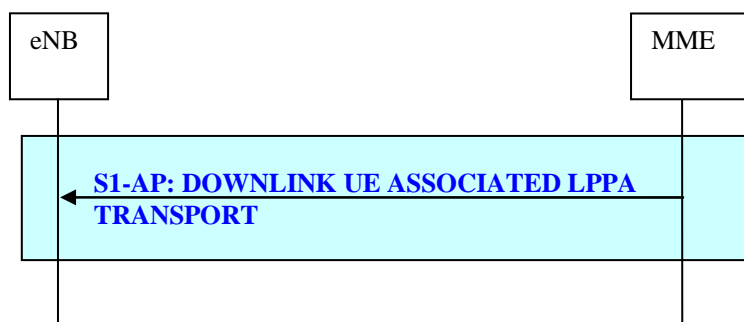 eNB
MME
S1-AP: DOWNLINK UE ASSOCIATED LPPA
TRANSPORT